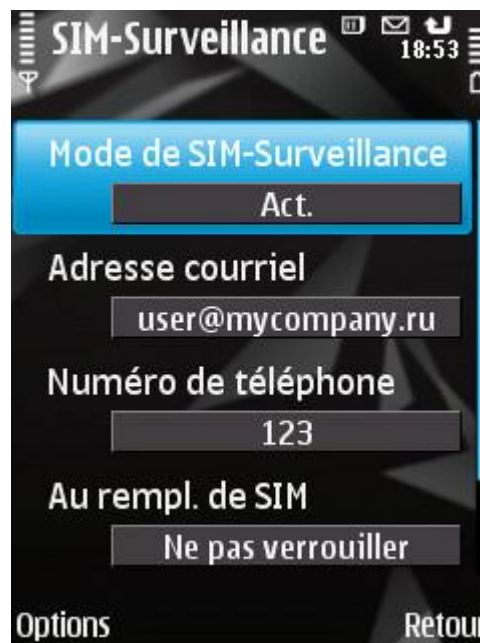 SIM-Surveillance
18:53
Mode de SIM-Surveillance
Act.
Adresse courriel
user@mycompany.ru
Numéro de téléphone
123
Au rempl. de SIM
Ne pas verrouiller
Options Retour